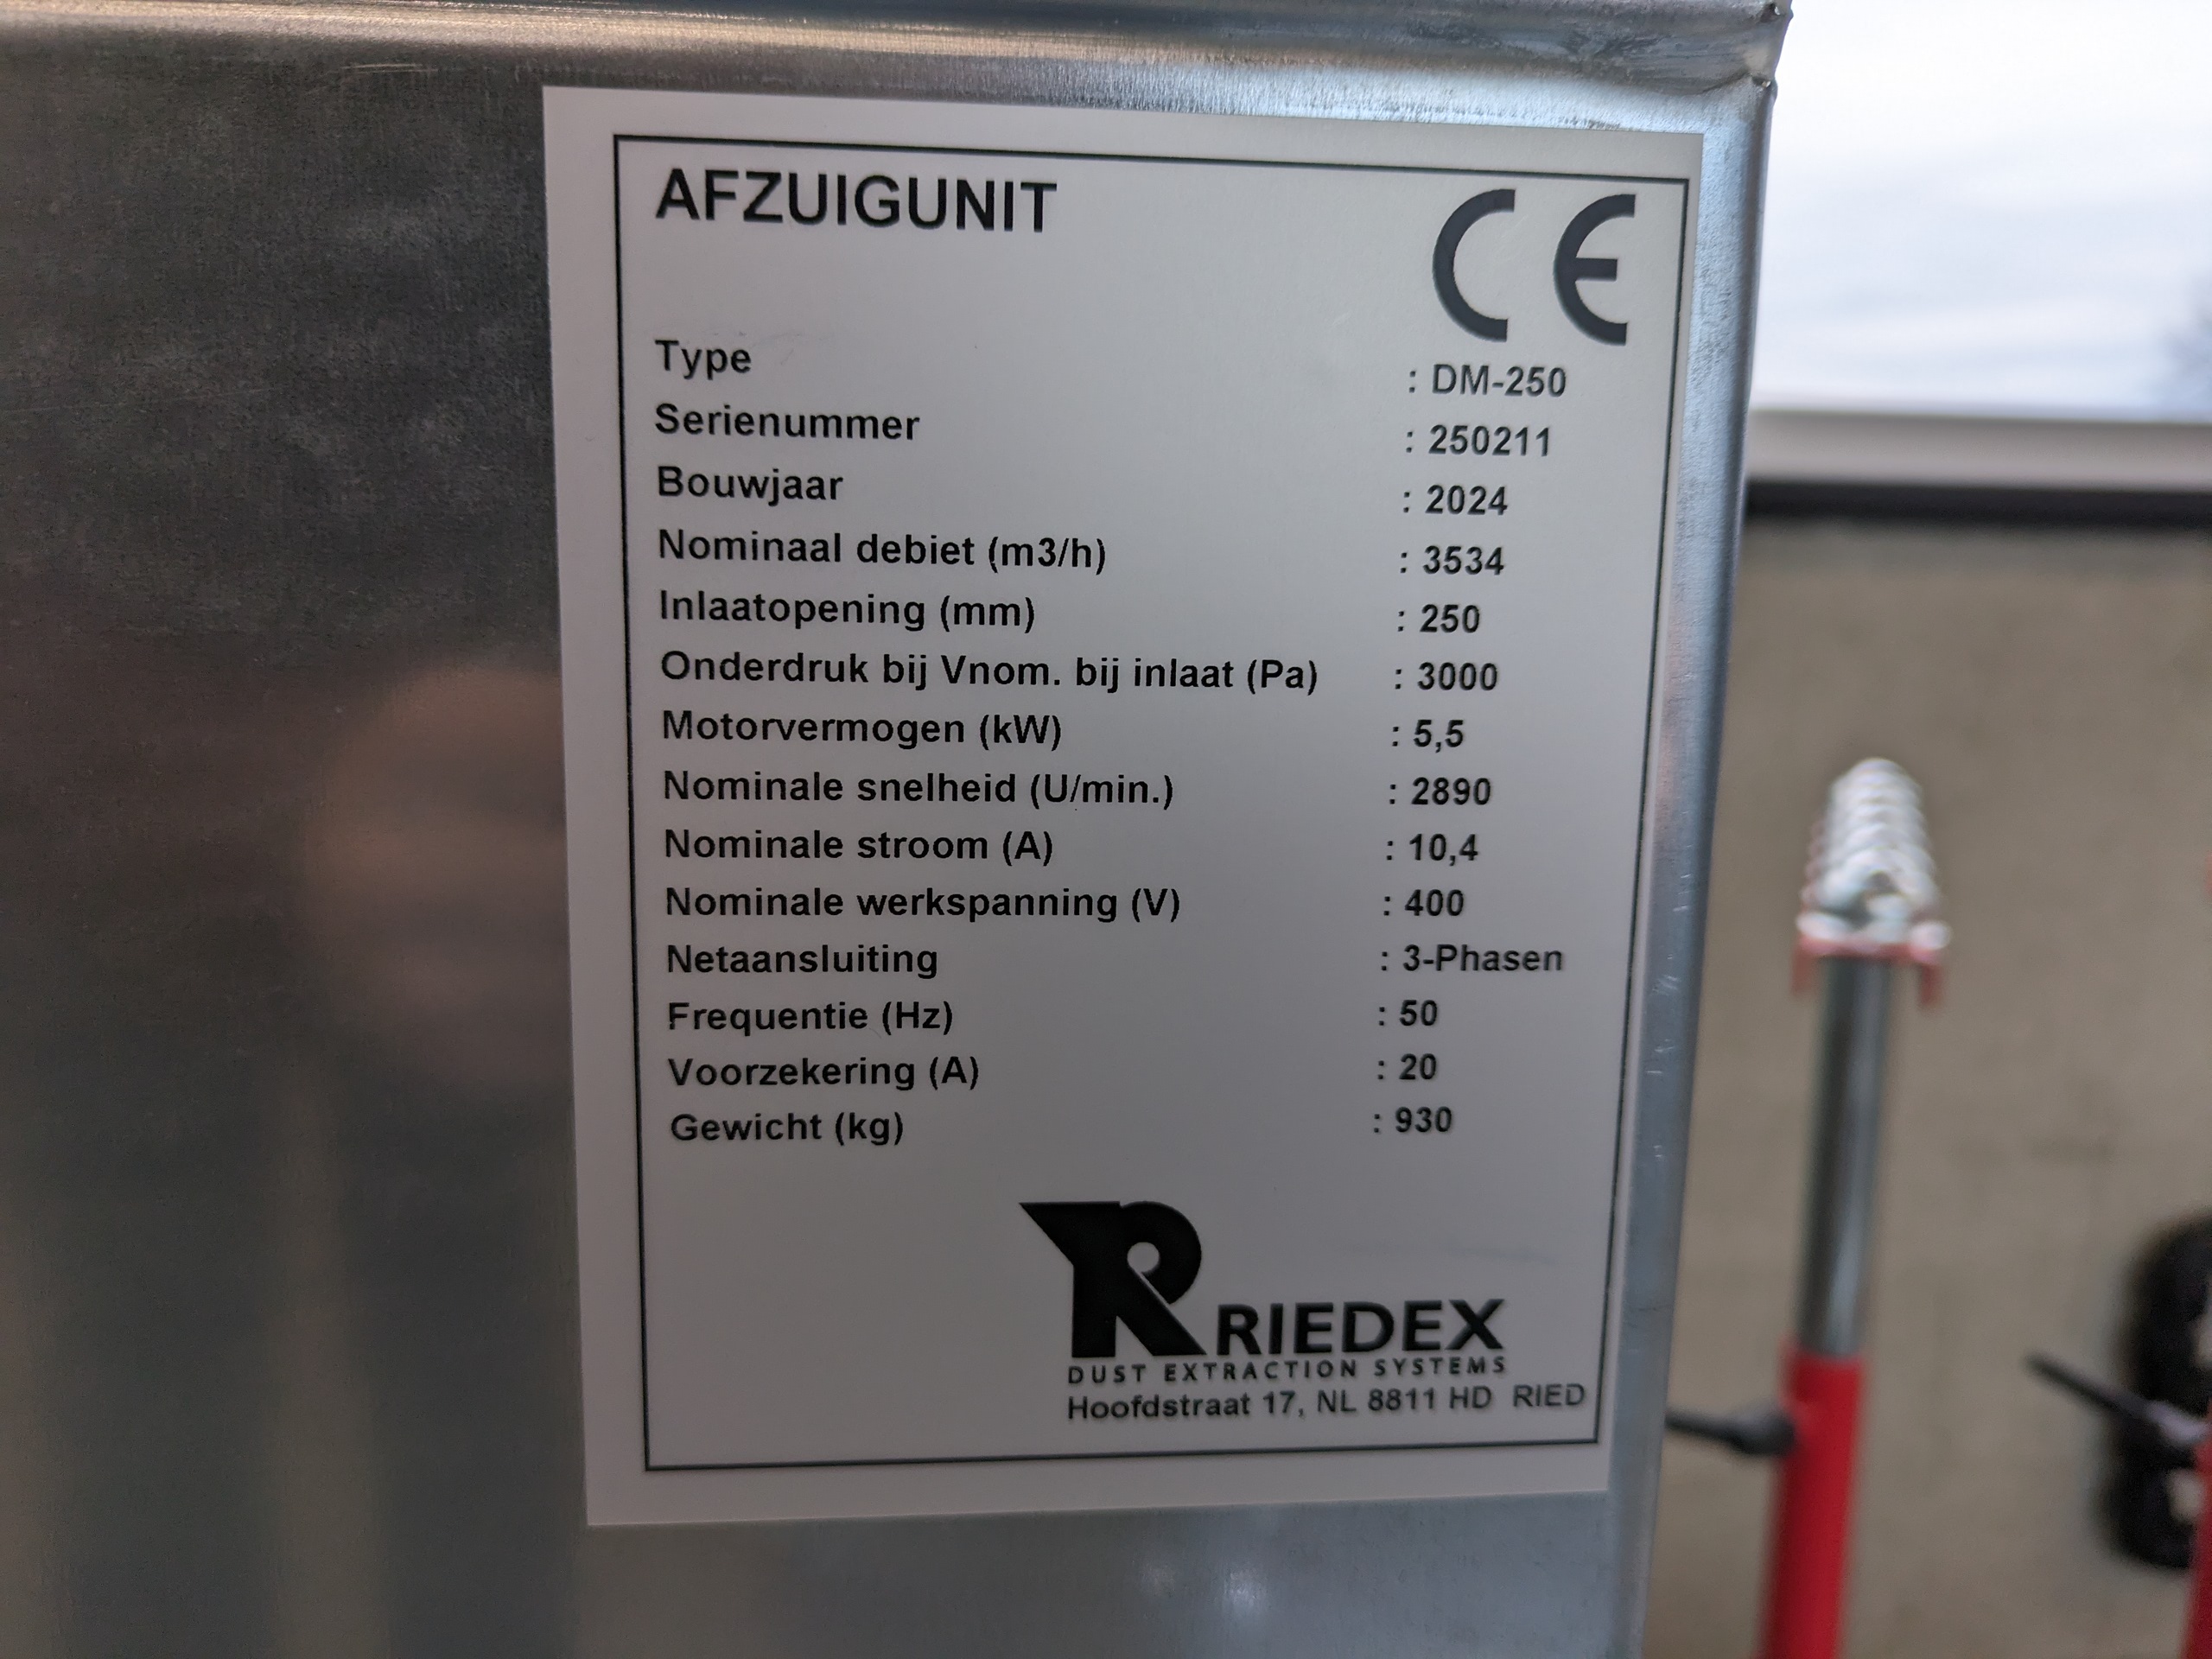 AFZUIGUNIT
CE
Type : DM-250
Serienummer : 250211
Bouwjaar : 2024
Nominaal debiet (m3/h) : 3534
Inlaatopening (mm) : 250
Onderdruk bij Vnom. bij inlaat (Pa) : 3000
Motorvermogen (kW) : 5,5
Nominale snelheid (U/min.) : 2890
Nominale stroom (A) : 10,4
Nominale werkspanning (V) : 400
Netaansluiting : 3-Phasen
Frequentie (Hz) : 50
Voorzekering (A) : 20
Gewicht (kg) : 930
RIEDEX
DUST EXTRACTION SYSTEMS
Hoofdstraat 17, NL 8811 HD RIED